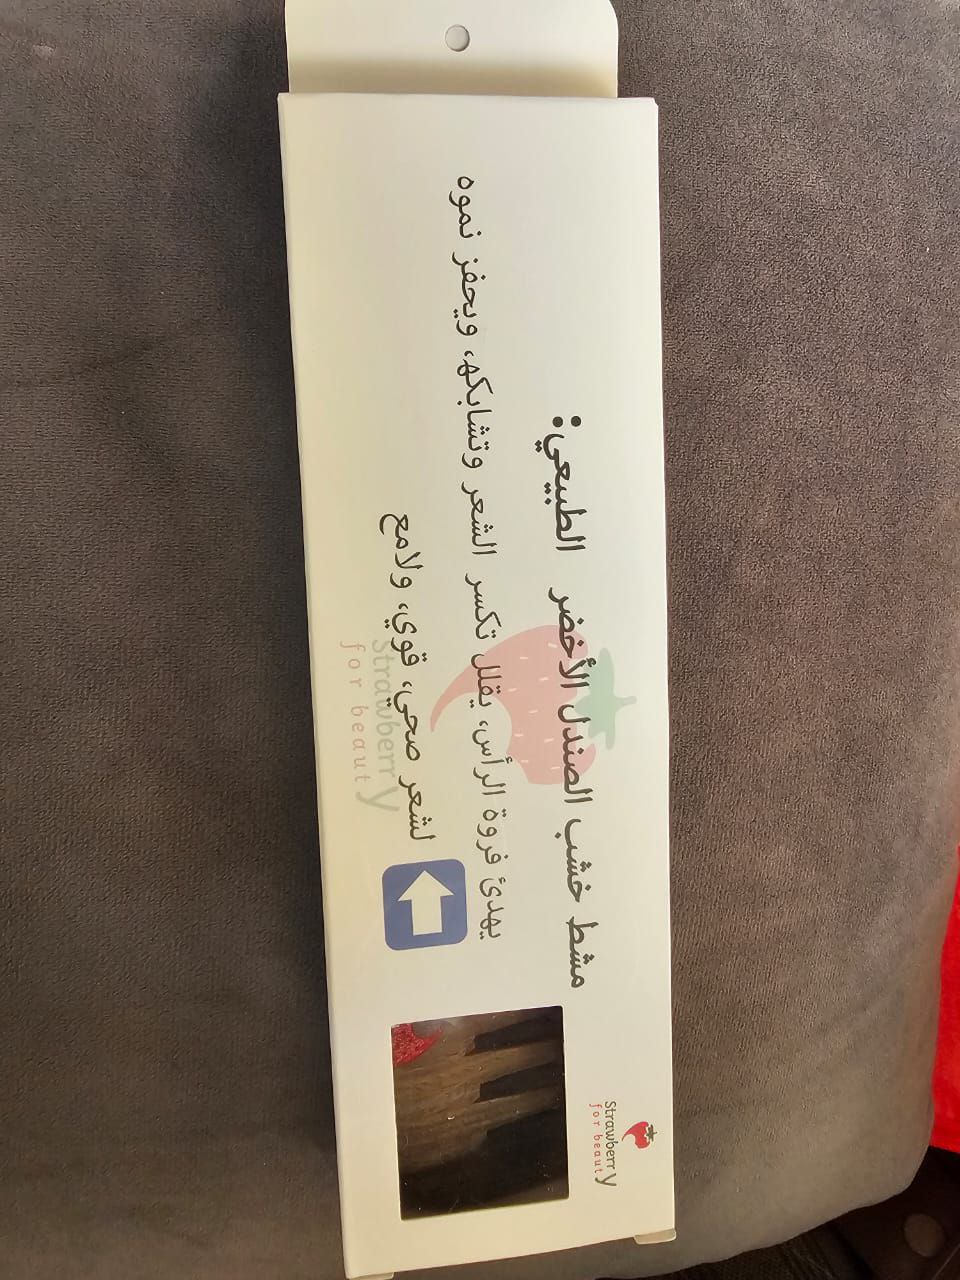 مشط خشب الصندل الأخضر الطبيعي:
يهدئ فروة الرأس، يقلل تكسر الشعر وتشابكه، ويحفز نموه
لشعر صحي، قوي، ولامع
Strawberry
for beauty
Strawberry
for beauty